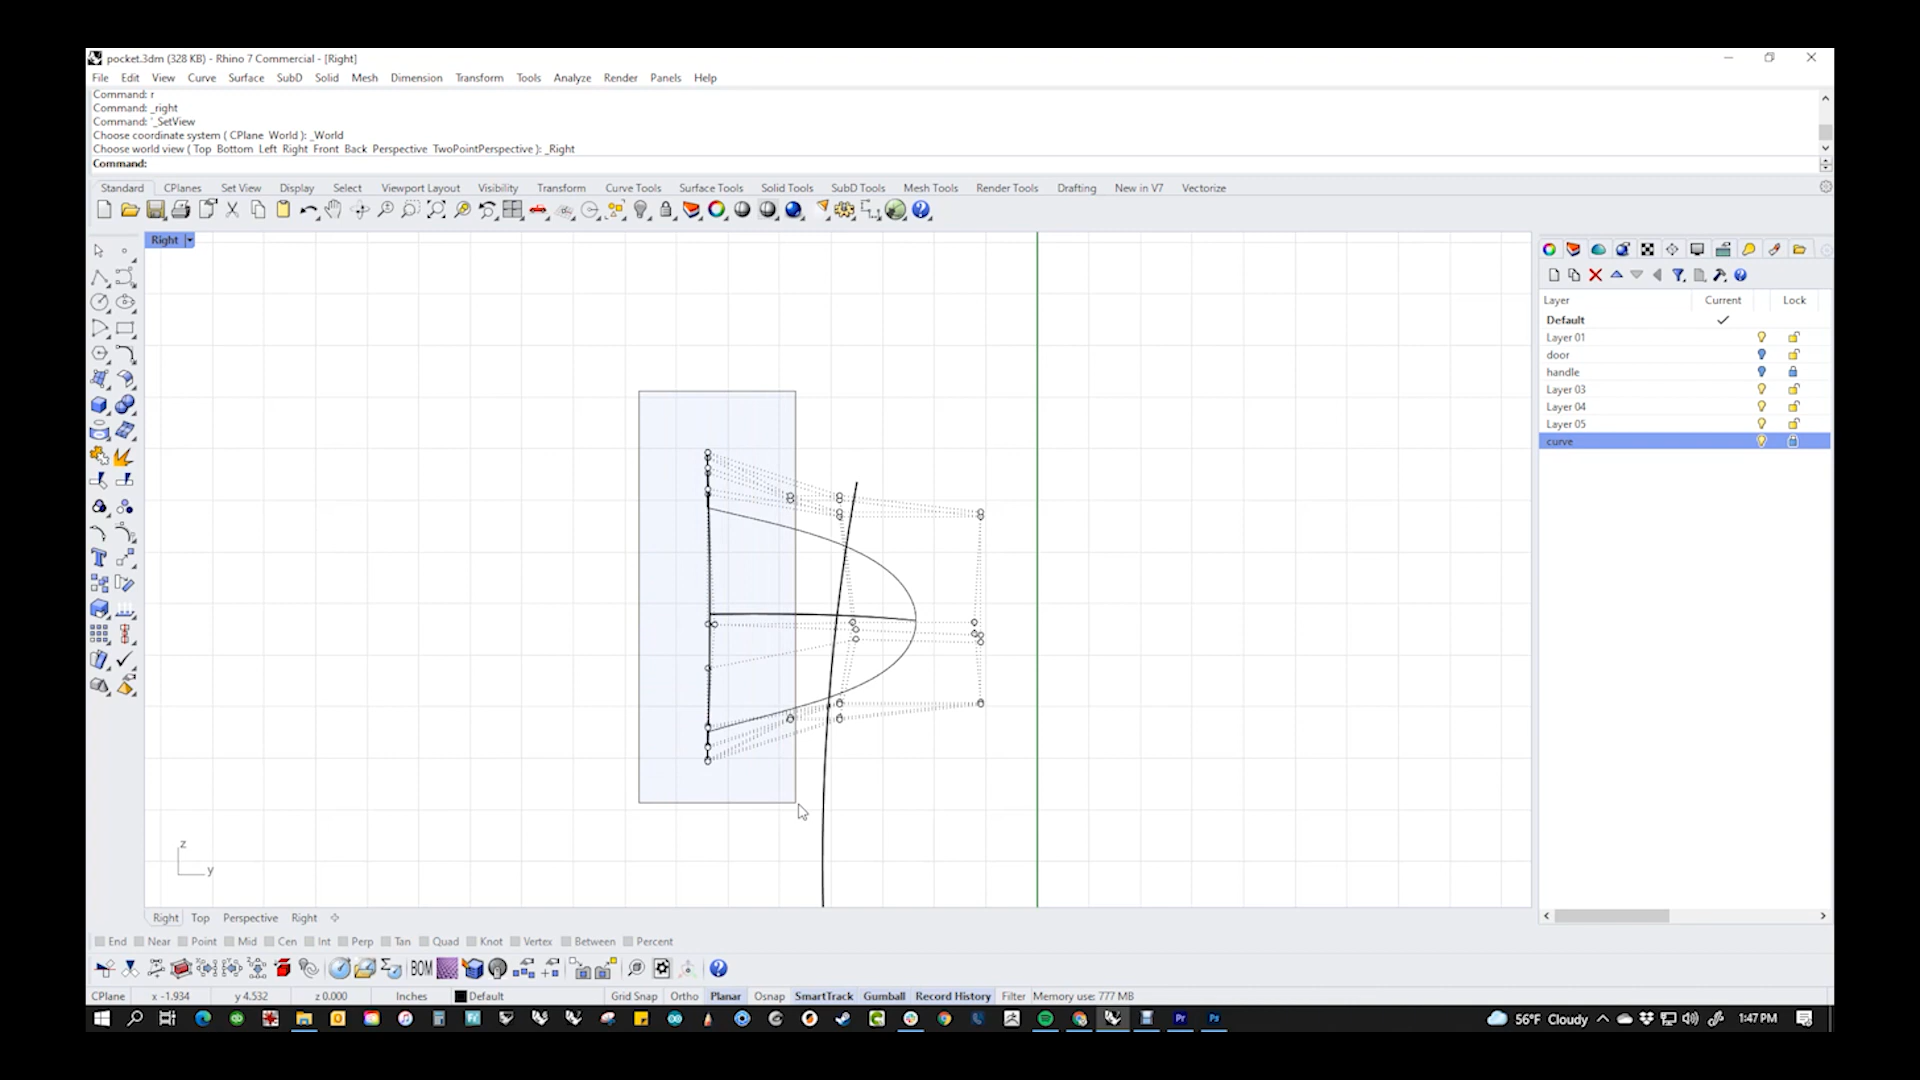 pocket.3dm (328 KB) - Rhino 7 Commercial - [Right]
File Edit View Curve Surface SubD Solid Mesh Dimension Transform Tools Analyze Render Panels Help
Command: r
Command: _right
Command: '_SetView
Choose coordinate system ( CPlane World ): _World
Choose world view ( Top Bottom Left Right Front Back Perspective TwoPointPerspective ): _Right
Command:
Standard CPlanes Set View Display Select Viewport Layout Visibility Transform Curve Tools Surface Tools Solid Tools SubD Tools Mesh Tools Render Tools Drafting New in V7 Vectorize
Right
Layer Current Lock
Default
Layer 01
door
handle
Layer 03
Layer 04
Layer 05
curve
z
y
Right Top Perspective Right
End Near Point Mid Cen Int Perp Tan Quad Knot Vertex Between Percent
BOM
CPlane x -1.934 y 4.532 z 0.000 Inches Default Grid Snap Ortho Planar Osnap SmartTrack Gumball Record History Filter Memory use: 777 MB
56°F Cloudy 1:47 PM